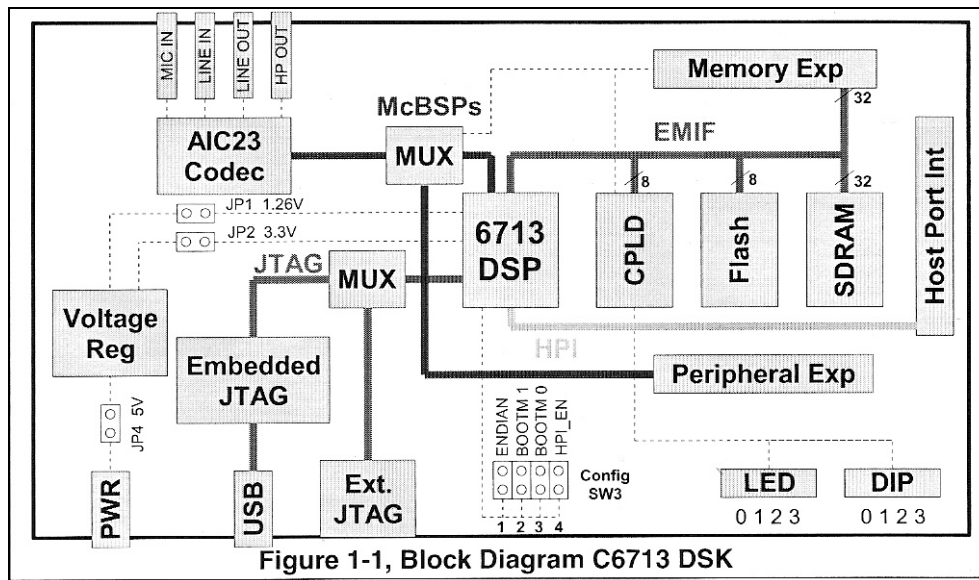 MIC IN
LINE IN
LINE OUT
HP OUT
McBSPs
Memory Exp
32
AIC23
Codec
MUX
EMIF
8
8
32
JP1 1.26V
JP2 3.3V
6713
DSP
CPLD
Flash
SDRAM
Host Port Int
JTAG
MUX
Voltage
Reg
HPI
Embedded
JTAG
Peripheral Exp
JP4 5V
ENDIAN
BOOTM 1
BOOTM 0
HPI_EN
Config
SW3
1 2 3 4
PWR
USB
Ext.
JTAG
LED
DIP
0 1 2 3
0 1 2 3
Figure 1-1, Block Diagram C6713 DSK